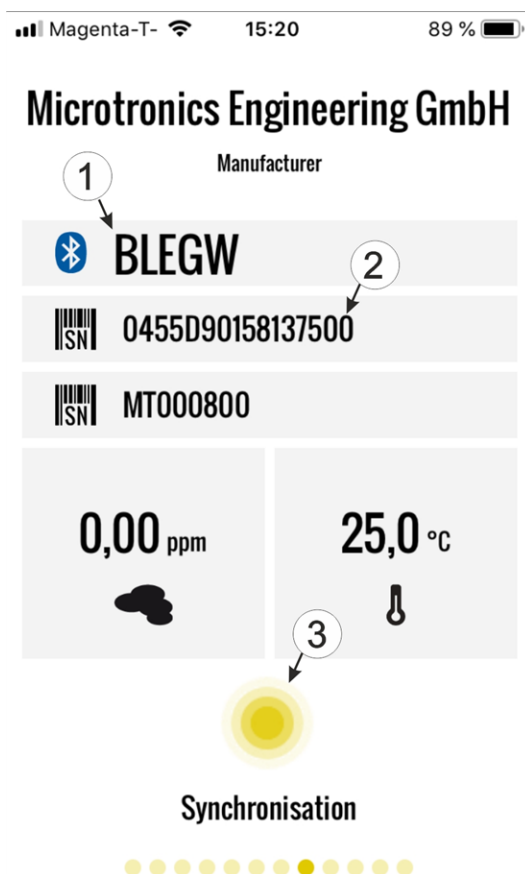 Magenta-T- 15:20 89 %
Microtronics Engineering GmbH
Manufacturer
1
BLEGW
2
SN 0455D90158137500
SN MT000800
0,00 ppm 25,0 °C
3
Synchronisation